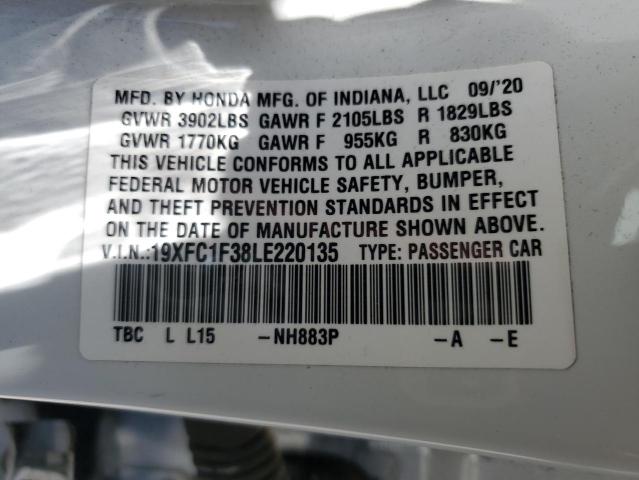 MFD. BY HONDA MFG. OF INDIANA, LLC 09/'20
GVWR 3902LBS GAWR F 2105LBS R 1829LBS
GVWR 1770KG GAWR F 955KG R 830KG
THIS VEHICLE CONFORMS TO ALL APPLICABLE
FEDERAL MOTOR VEHICLE SAFETY, BUMPER,
AND THEFT PREVENTION STANDARDS IN EFFECT
ON THE DATE OF MANUFACTURE SHOWN ABOVE.
V.I.N.:19XFC1F38LE220135 TYPE: PASSENGER CAR
TBC L L15 -NH883P -A -E